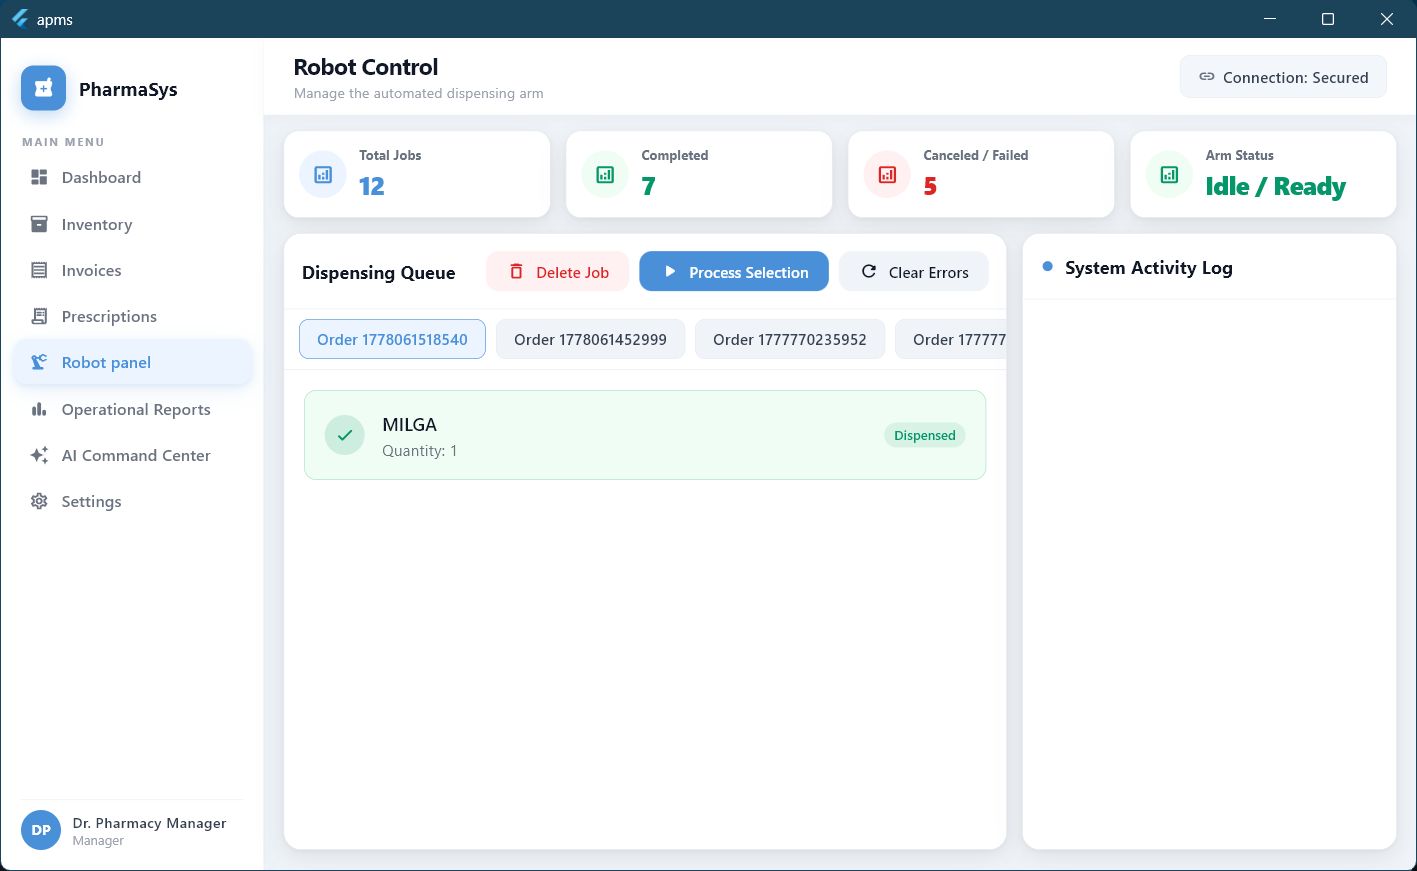 apms
PharmaSys
MAIN MENU
Dashboard
Inventory
Invoices
Prescriptions
Robot panel
Operational Reports
AI Command Center
Settings
DP
Dr. Pharmacy Manager
Manager
Robot Control
Manage the automated dispensing arm
Connection: Secured
Total Jobs
12
Completed
7
Canceled / Failed
5
Arm Status
Idle / Ready
Dispensing Queue
Delete Job
Process Selection
Clear Errors
Order 1778061518540
Order 1778061452999
Order 1777770235952
Order 177777
MILGA
Quantity: 1
Dispensed
System Activity Log